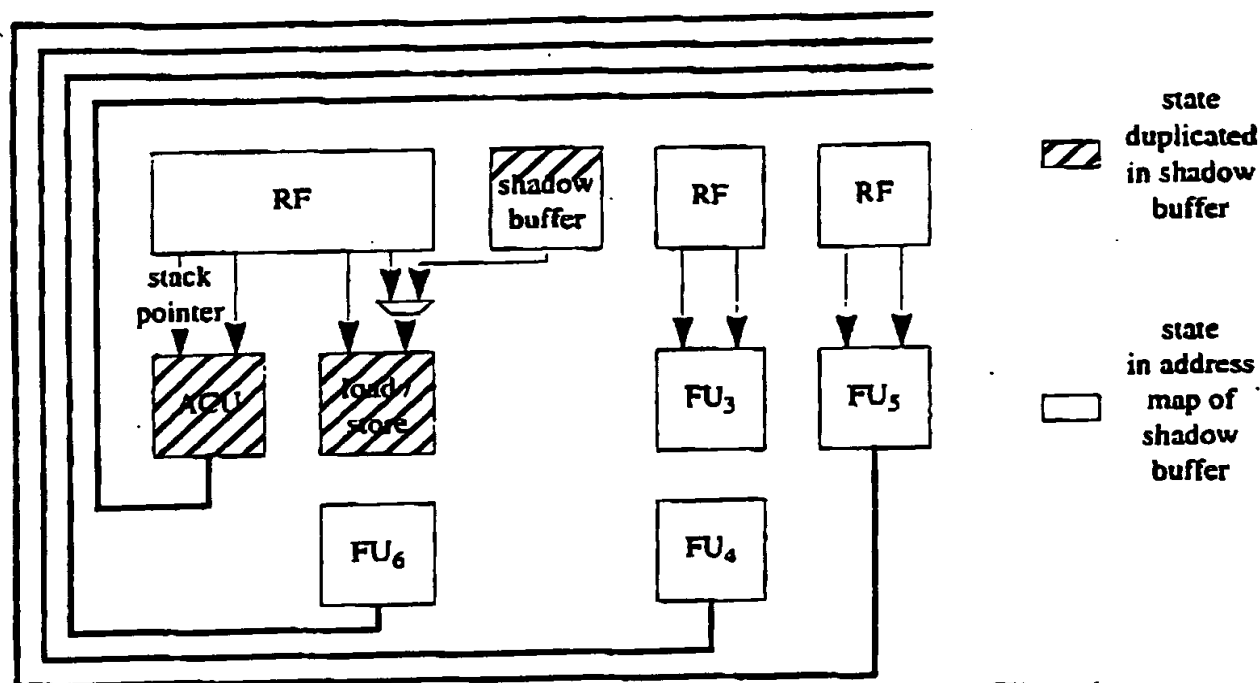 RF
shadow
buffer
RF
RF
stack
pointer
ACU
load/
store
FU3
FU5
FU6
FU4
state
duplicated
in shadow
buffer
state
in address
map of
shadow
buffer